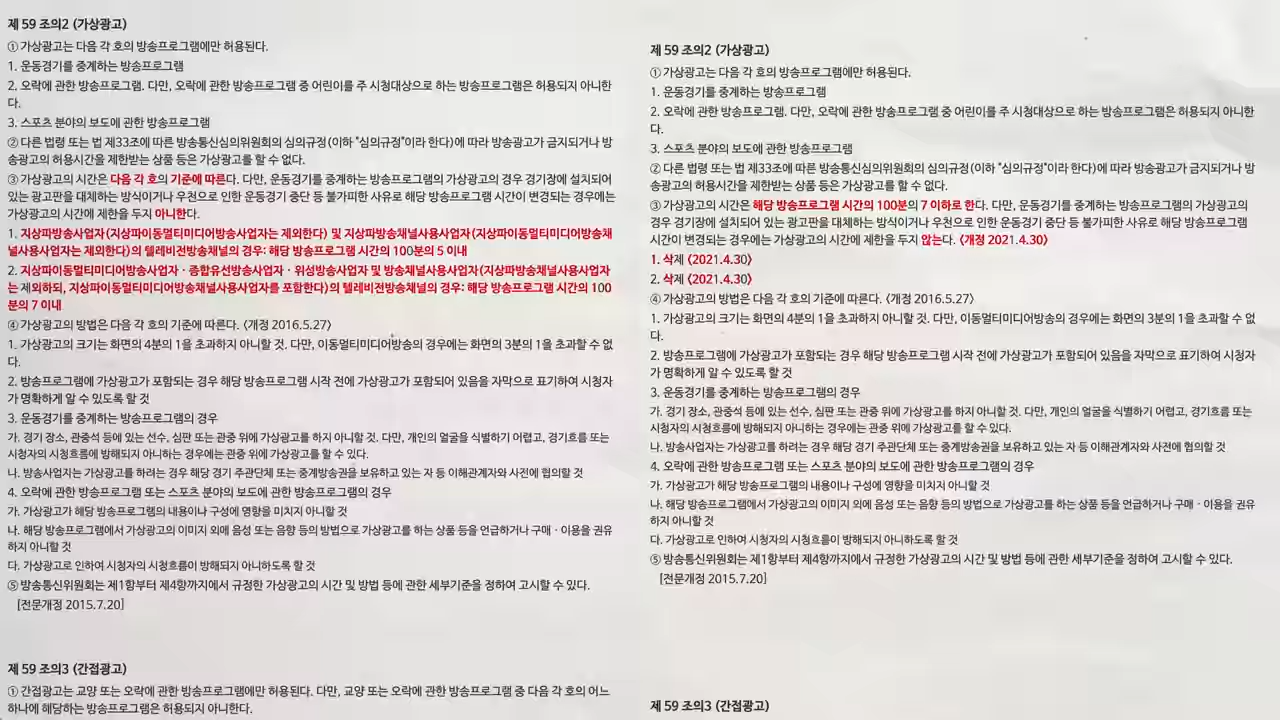 제 59 조의2 (가상광고)
① 가상광고는 다음 각 호의 방송프로그램에만 허용된다.
1. 운동경기를 중계하는 방송프로그램
2. 오락에 관한 방송프로그램. 다만, 오락에 관한 방송프로그램 중 어린이를 주 시청대상으로 하는 방송프로그램은 허용되지 아니한
다.
3. 스포츠 분야의 보도에 관한 방송프로그램
② 다른 법령 또는 법 제33조에 따른 방송통신심의위원회의 심의규정(이하 "심의규정"이라 한다)에 따라 방송광고가 금지되거나 방
송광고의 허용시간을 제한받는 상품 등은 가상광고를 할 수 없다.
③ 가상광고의 시간은 다음 각 호의 기준에 따른다. 다만, 운동경기를 중계하는 방송프로그램의 가상광고의 경우 경기장에 설치되어
있는 광고판을 대체하는 방식이거나 우천으로 인한 운동경기 중단 등 불가피한 사유로 해당 방송프로그램 시간이 변경되는 경우에는
가상광고의 시간에 제한을 두지 아니한다.
1. 지상파방송사업자(지상파이동멀티미디어방송사업자는 제외한다) 및 지상파방송채널사용사업자(지상파이동멀티미디어방송채
널사용사업자는 제외한다)의 텔레비전방송채널의 경우: 해당 방송프로그램 시간의 100분의 5 이내
2. 지상파이동멀티미디어방송사업자ㆍ종합유선방송사업자ㆍ위성방송사업자 및 방송채널사용사업자(지상파방송채널사용사업자
는 제외하되, 지상파이동멀티미디어방송채널사용사업자를 포함한다)의 텔레비전방송채널의 경우: 해당 방송프로그램 시간의 100
분의 7 이내
④ 가상광고의 방법은 다음 각 호의 기준에 따른다. <개정 2016.5.27>
1. 가상광고의 크기는 화면의 4분의 1을 초과하지 아니할 것. 다만, 이동멀티미디어방송의 경우에는 화면의 3분의 1을 초과할 수 없
다.
2. 방송프로그램에 가상광고가 포함되는 경우 해당 방송프로그램 시작 전에 가상광고가 포함되어 있음을 자막으로 표기하여 시청자
가 명확하게 알 수 있도록 할 것
3. 운동경기를 중계하는 방송프로그램의 경우
가. 경기 장소, 관중석 등에 있는 선수, 심판 또는 관중 위에 가상광고를 하지 아니할 것. 다만, 개인의 얼굴을 식별하기 어렵고, 경기흐름 또는
시청자의 시청흐름에 방해되지 아니하는 경우에는 관중 위에 가상광고를 할 수 있다.
나. 방송사업자는 가상광고를 하려는 경우 해당 경기 주관단체 또는 중계방송권을 보유하고 있는 자 등 이해관계자와 사전에 협의할 것
4. 오락에 관한 방송프로그램 또는 스포츠 분야의 보도에 관한 방송프로그램의 경우
가. 가상광고가 해당 방송프로그램의 내용이나 구성에 영향을 미치지 아니할 것
나. 해당 방송프로그램에서 가상광고의 이미지 외에 음성 또는 음향 등의 방법으로 가상광고를 하는 상품 등을 언급하거나 구매ㆍ이용을 권유
하지 아니할 것
다. 가상광고로 인하여 시청자의 시청흐름이 방해되지 아니하도록 할 것
⑤ 방송통신위원회는 제1항부터 제4항까지에서 규정한 가상광고의 시간 및 방법 등에 관한 세부기준을 정하여 고시할 수 있다.
[전문개정 2015.7.20]
제 59 조의3 (간접광고)
① 간접광고는 교양 또는 오락에 관한 방송프로그램에만 허용된다. 다만, 교양 또는 오락에 관한 방송프로그램 중 다음 각 호의 어느
하나에 해당하는 방송프로그램은 허용되지 아니한다.
제 59 조의2 (가상광고)
① 가상광고는 다음 각 호의 방송프로그램에만 허용된다.
1. 운동경기를 중계하는 방송프로그램
2. 오락에 관한 방송프로그램. 다만, 오락에 관한 방송프로그램 중 어린이를 주 시청대상으로 하는 방송프로그램은 허용되지 아니한
다.
3. 스포츠 분야의 보도에 관한 방송프로그램
② 다른 법령 또는 법 제33조에 따른 방송통신심의위원회의 심의규정(이하 "심의규정"이라 한다)에 따라 방송광고가 금지되거나 방
송광고의 허용시간을 제한받는 상품 등은 가상광고를 할 수 없다.
③ 가상광고의 시간은 해당 방송프로그램 시간의 100분의 7 이하로 한다. 다만, 운동경기를 중계하는 방송프로그램의 가상광고의
경우 경기장에 설치되어 있는 광고판을 대체하는 방식이거나 우천으로 인한 운동경기 중단 등 불가피한 사유로 해당 방송프로그램
시간이 변경되는 경우에는 가상광고의 시간에 제한을 두지 않는다. <개정 2021.4.30>
1. 삭제 <2021.4.30>
2. 삭제 <2021.4.30>
④ 가상광고의 방법은 다음 각 호의 기준에 따른다. <개정 2016.5.27>
1. 가상광고의 크기는 화면의 4분의 1을 초과하지 아니할 것. 다만, 이동멀티미디어방송의 경우에는 화면의 3분의 1을 초과할 수 없
다.
2. 방송프로그램에 가상광고가 포함되는 경우 해당 방송프로그램 시작 전에 가상광고가 포함되어 있음을 자막으로 표기하여 시청자
가 명확하게 알 수 있도록 할 것
3. 운동경기를 중계하는 방송프로그램의 경우
가. 경기 장소, 관중석 등에 있는 선수, 심판 또는 관중 위에 가상광고를 하지 아니할 것. 다만, 개인의 얼굴을 식별하기 어렵고, 경기흐름 또는
시청자의 시청흐름에 방해되지 아니하는 경우에는 관중 위에 가상광고를 할 수 있다.
나. 방송사업자는 가상광고를 하려는 경우 해당 경기 주관단체 또는 중계방송권을 보유하고 있는 자 등 이해관계자와 사전에 협의할 것
4. 오락에 관한 방송프로그램 또는 스포츠 분야의 보도에 관한 방송프로그램의 경우
가. 가상광고가 해당 방송프로그램의 내용이나 구성에 영향을 미치지 아니할 것
나. 해당 방송프로그램에서 가상광고의 이미지 외에 음성 또는 음향 등의 방법으로 가상광고를 하는 상품 등을 언급하거나 구매ㆍ이용을 권유
하지 아니할 것
다. 가상광고로 인하여 시청자의 시청흐름이 방해되지 아니하도록 할 것
⑤ 방송통신위원회는 제1항부터 제4항까지에서 규정한 가상광고의 시간 및 방법 등에 관한 세부기준을 정하여 고시할 수 있다.
[전문개정 2015.7.20]
제 59 조의3 (간접광고)